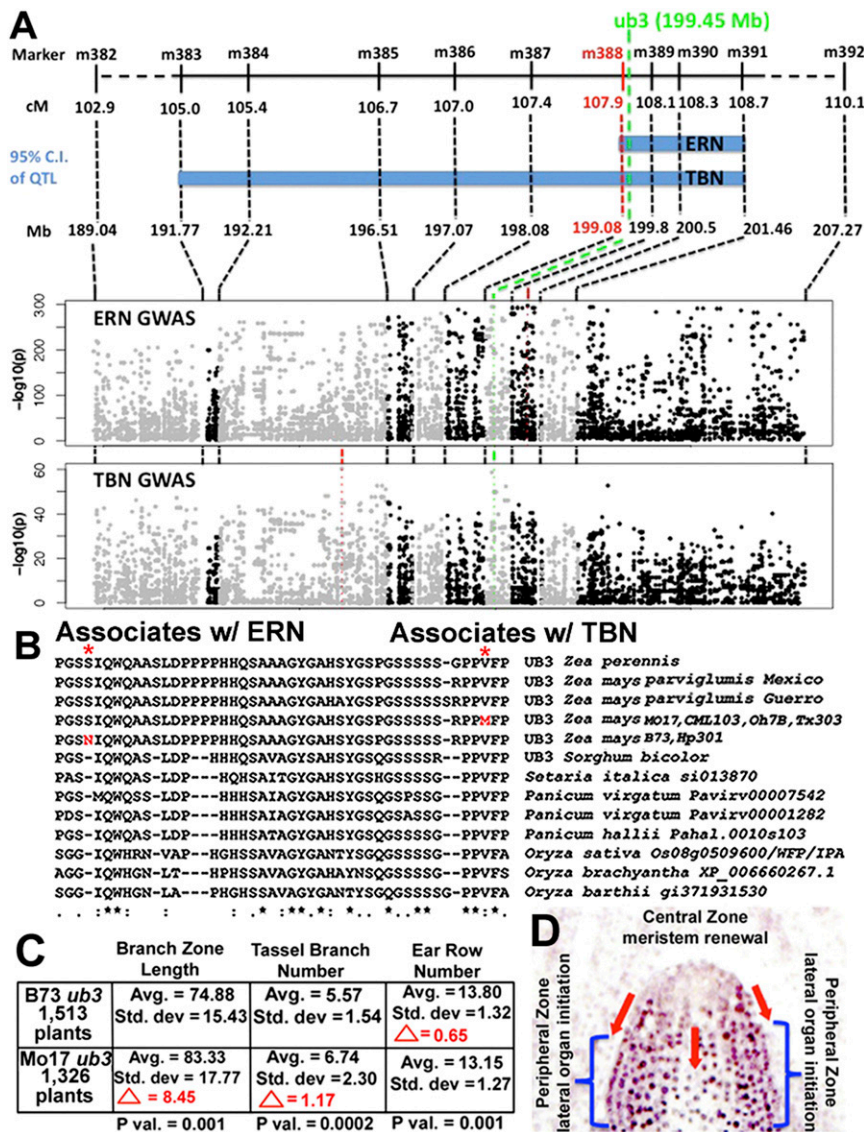 A
ub3 (199.45 Mb)
Marker m382 m383 m384 m385 m386 m387 m388 m389 m390 m391 m392
cM 102.9 105.0 105.4 106.7 107.0 107.4 107.9 108.1 108.3 108.7 110.1
95% C.I. of QTL
ERN
TBN
Mb 189.04 191.77 192.21 196.51 197.07 198.08 199.08 199.8 200.5 201.46 207.27
ERN GWAS
-log10(p)
300
200
100
0
TBN GWAS
-log10(p)
60
40
20
0
B
Associates w/ ERN Associates w/ TBN
* *
PGSSIQWQAASLDPPPPHHQSAAAGYGAHSYGSPGSSSSSS-GPPVFP UB3 Zea perennis
PGSSIQWQAASLDPPPPHHQSAAAGYGAHSYGSPGSSSSSSRPPVFP UB3 Zea mays parviglumis Mexico
PGSSIQWQAASLDPPPPHHQSAAAGYGAHAYGSPGSSSSSSRPPVFP UB3 Zea mays parviglumis Guerro
PGSSIQWQAASLDPPPPHHQSAAAGYGAHSYGSPGSSSSS-RPPMFP UB3 Zea mays MO17,CML103,Oh7B,Tx303
PGSNIQWQAASLDPPPPHHQSAAAGYGAHSYGSPGSSSSS-RPPVFP UB3 Zea mays B73,Hp301
PGS-IQWQAS-LDP---HHHQSAVAGYGAHSYGSQGSSSSR--PPVFP UB3 Sorghum bicolor
PAS-IQWQAS-LDP----HQHSAITGYGAHSYGSHGSSSSS--PPVFP Setaria italica si013870
PGS-MQWQSS-LDP---HHHSAIAGYGAHSYGSQGSPSSSG--PPVFP Panicum virgatum Pavirv00007542
PDS-IQWQAS-LDP---HHHSAIAGYGAHSYGSQGSSASSG--PPVFP Panicum virgatum Pavirv00001282
PGS-IQWQAS-LDP---HHHSATAGYGAHSYGSQGSSSSSG--PPVFP Panicum hallii Pahal.0010s103
SGG-IQWHRN-VAP--HGHHSSAVAGYGANTYSGQGSSSSG--PPVFA Oryza sativa Os08g0509600/WFP/IPA
AGG-IQWHGN-LT---HPHSSAVAGYGAHAYNSQGSSSSG--PPVFS Oryza brachyantha XP_006660267.1
SGG-IQWHGN-LA---PHGHSSAVAGYGANTYSGQGSSSS--PPVFA Oryza barthii gi371931530
C
Branch Zone Length Tassel Branch Number Ear Row Number
B73 ub3 1,513 plants
Avg. = 74.88 Std. dev = 15.43
Avg. = 5.57 Std. dev = 1.54
Avg. =13.80 Std. dev =1.32 △= 0.65
Mo17 ub3 1,326 plants
Avg. = 83.33 Std. dev = 17.77 △ = 8.45
Avg. = 6.74 Std. dev = 2.30 △ = 1.17
Avg. =13.15 Std. dev =1.27
P val. = 0.001 P val. = 0.0002 P val. = 0.001
D
Central Zone
meristem renewal
Peripheral Zone
lateral organ initiation
Peripheral Zone
lateral organ initiation